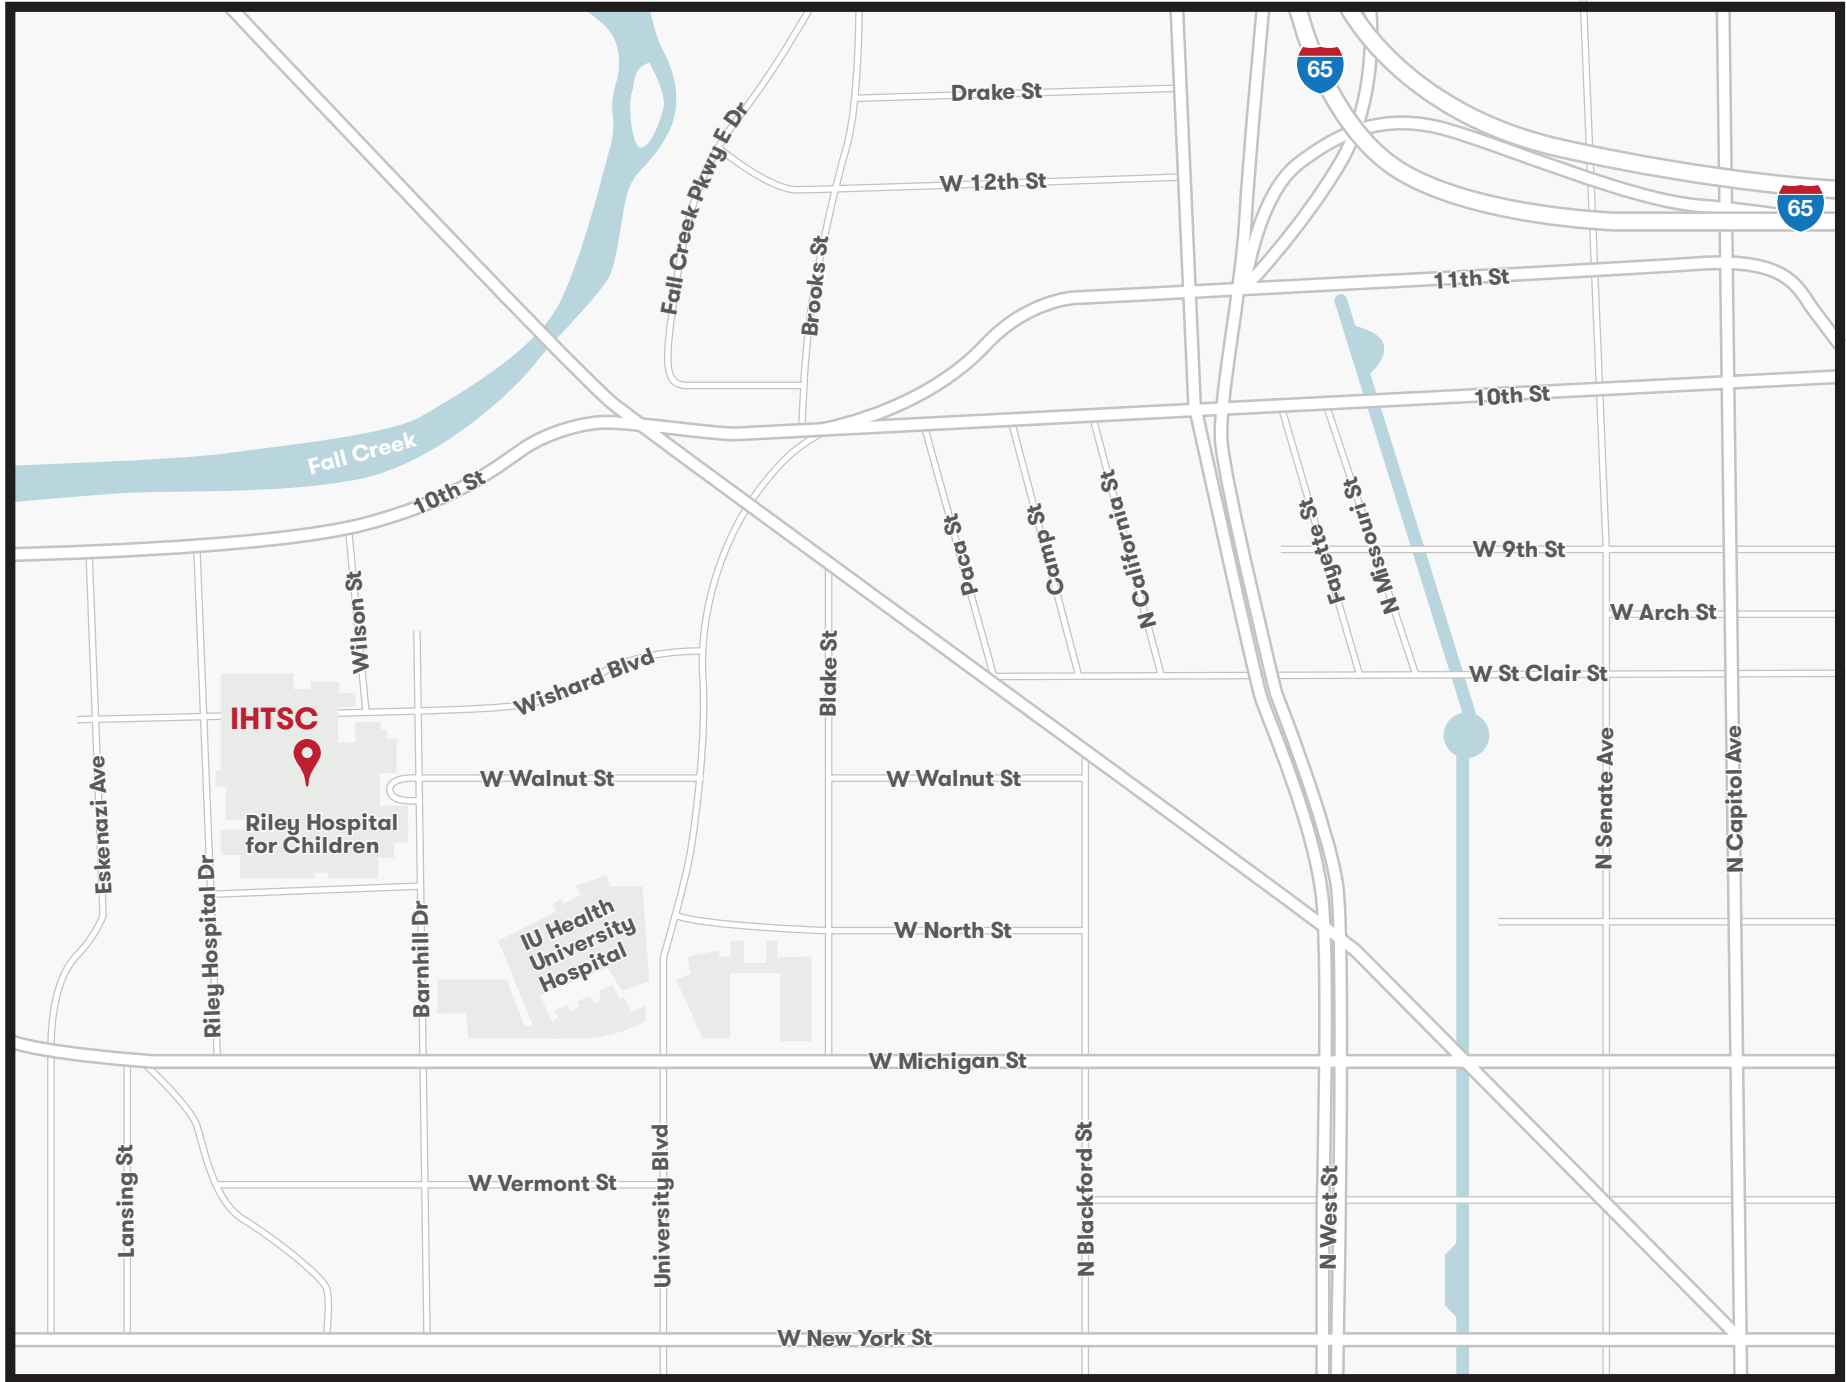 65
Drake St
Fall Creek Pkwy E Dr
W 12th St
65
Brooks St
11th St
10th St
Fall Creek
10th St
Paca St
Camp St
N California St
Fayette St
N Missouri St
W 9th St
W Arch St
Wilson St
Wishard Blvd
Blake St
W St Clair St
IHTSC
Eskenazi Ave
W Walnut St
W Walnut St
N Senate Ave
N Capitol Ave
Riley Hospital
for Children
Riley Hospital Dr
Barnhill Dr
IU Health
University
Hospital
W North St
W Michigan St
Lansing St
W Vermont St
University Blvd
N Blackford St
N West St
W New York St